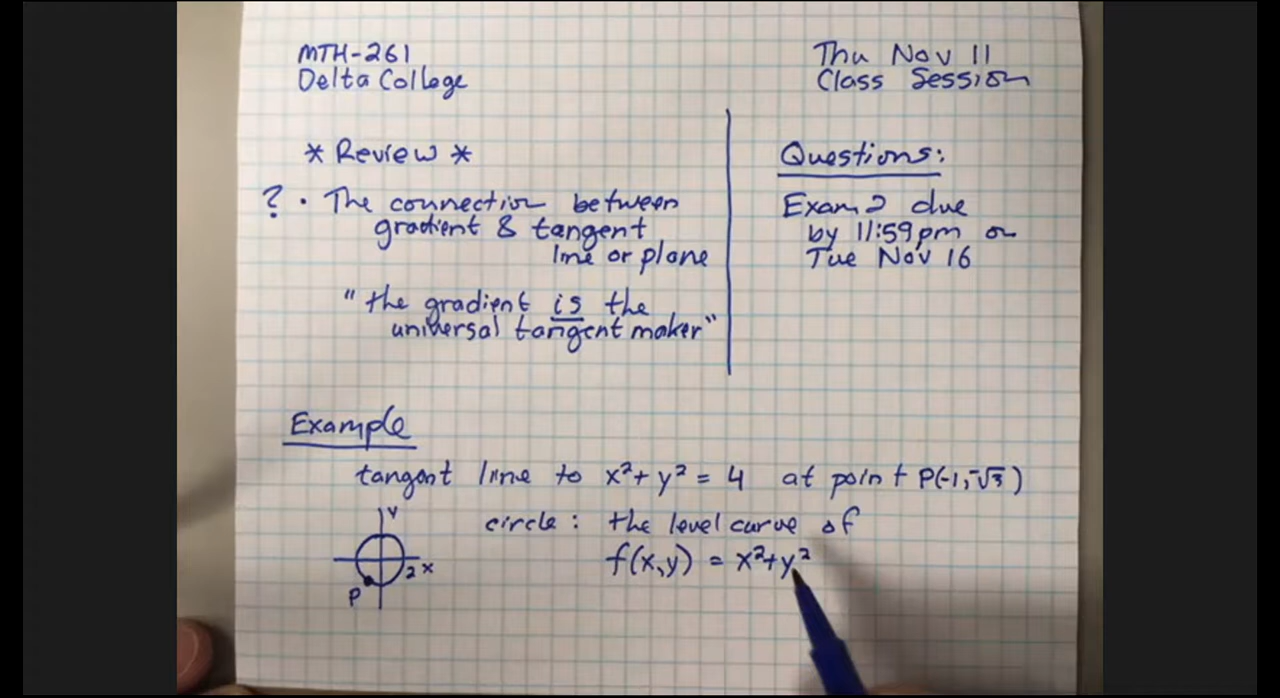 MTH-261
Delta College
Thu Nov 11
Class Session
* Review *
? · The connection between
gradient & tangent
line or plane
"the gradient is the
universal tangent maker"
Questions:
Exam 2 due
by 11:59pm on
Tue Nov 16
Example
tangent line to x²+ y² = 4 at point P(-1,-√3)
circle: the level curve of
f(x,y) = x²+y²
y
2 x
P